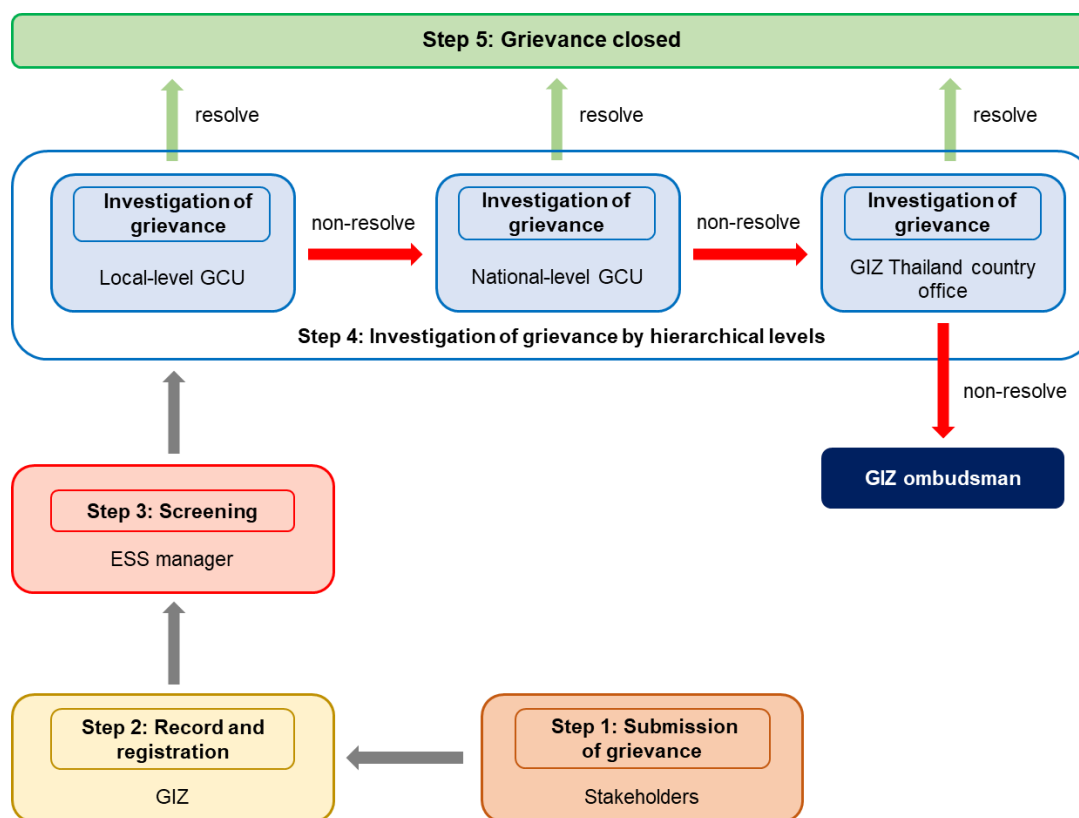 Step 5: Grievance closed
resolve
resolve
resolve
Investigation of
grievance
Local-level GCU
non-resolve
Investigation of
grievance
National-level GCU
non-resolve
Investigation of
grievance
GIZ Thailand country
office
Step 4: Investigation of grievance by hierarchical levels
non-resolve
GIZ ombudsman
Step 3: Screening
ESS manager
Step 2: Record and
registration
GIZ
Step 1: Submission
of grievance
Stakeholders